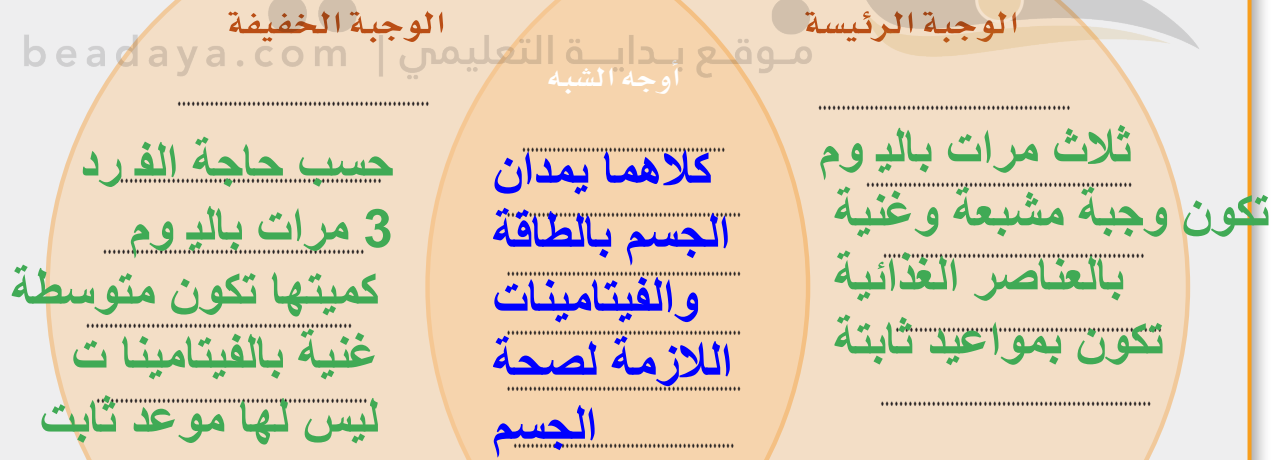 الوجبة الرئيسة
ثلاث مرات باليوم
تكون وجبة مشبعة وغنية
بالعناصر الغذائية
تكون بمواعيد ثابتة
أوجه الشبه
كلاهما يمدان
الجسم بالطاقة
والفيتامينات
اللازمة لصحة
الجسم
الوجبة الخفيفة
حسب حاجة الفرد
3 مرات باليوم
كميتها تكون متوسطة
غنية بالفيتامينات
ليس لها موعد ثابت
موقع بداية التعليمي | beadaya.com